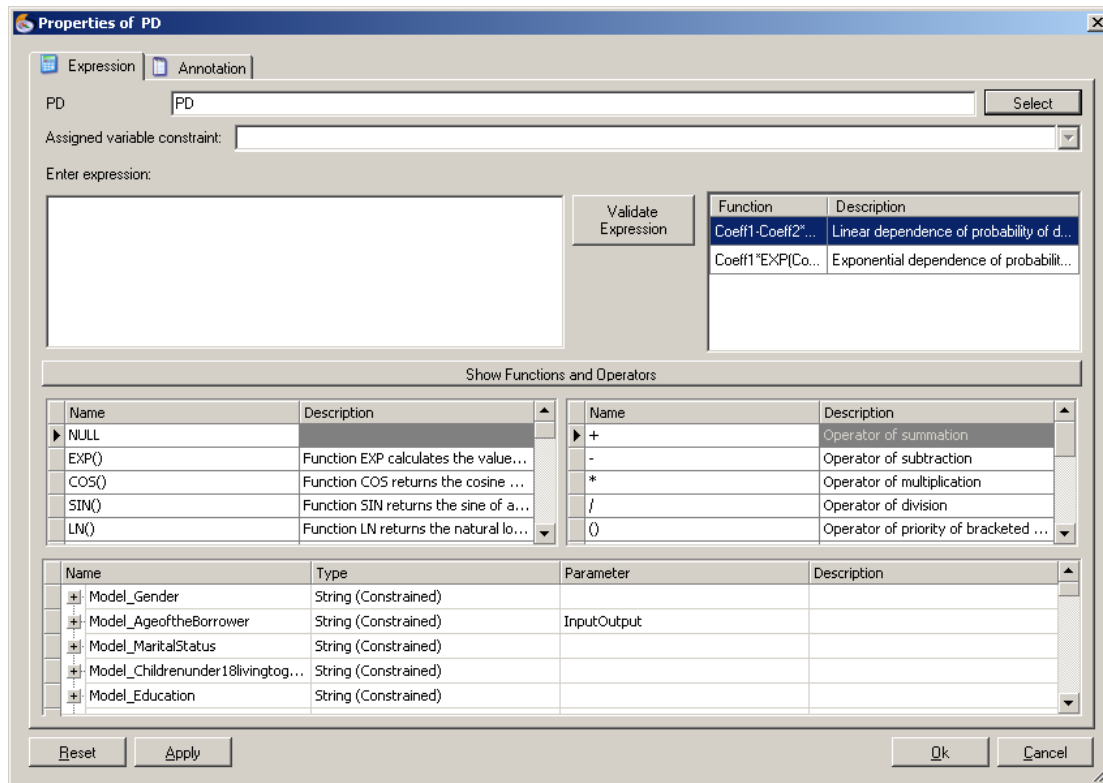 Properties of PD
Expression
Annotation
PD PD Select
Assigned variable constraint:
Enter expression:
Validate
Expression
Function Description
Coeff1-Coeff2*... Linear dependence of probability of d...
Coeff1*EXP(Co... Exponential dependence of probabilit...
Show Functions and Operators
Name Description
NULL
EXP() Function EXP calculates the value...
COS() Function COS returns the cosine ...
SIN() Function SIN returns the sine of a...
LN() Function LN returns the natural lo...
Name Description
+ Operator of summation
- Operator of subtraction
* Operator of multiplication
/ Operator of division
() Operator of priority of bracketed ...
Name Type Parameter Description
Model_Gender String (Constrained)
Model_AgeoftheBorrower String (Constrained) InputOutput
Model_MaritalStatus String (Constrained)
Model_Childrenunder18livingtog... String (Constrained)
Model_Education String (Constrained)
Reset Apply Ok Cancel